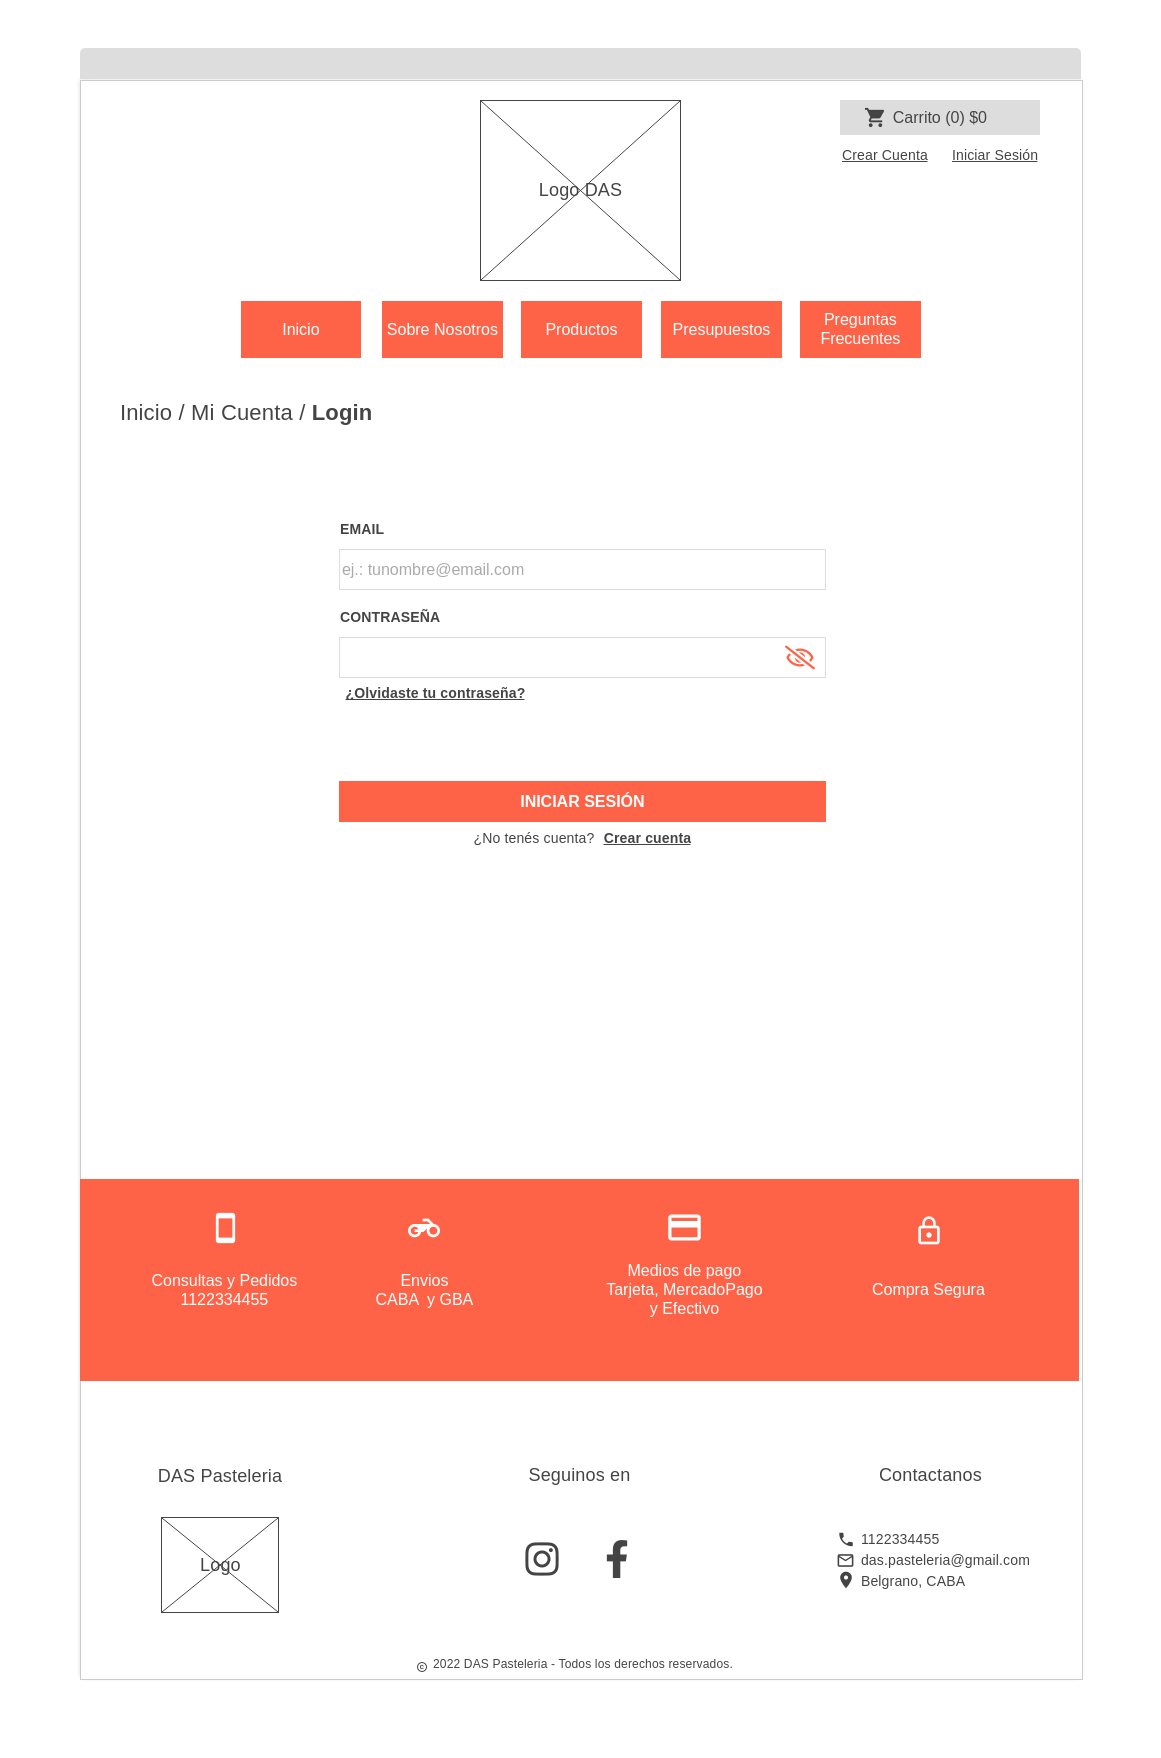 Logo DAS
Carrito (0) $0
Crear Cuenta Iniciar Sesión
Inicio
Sobre Nosotros
Productos
Presupuestos
Preguntas
Frecuentes
Inicio / Mi Cuenta / Login
EMAIL
ej.: tunombre@email.com
CONTRASEÑA
¿Olvidaste tu contraseña?
INICIAR SESIÓN
¿No tenés cuenta? Crear cuenta
Consultas y Pedidos
1122334455
Envios
CABA y GBA
Medios de pago
Tarjeta, MercadoPago
y Efectivo
Compra Segura
DAS Pasteleria
Logo
Seguinos en
Contactanos
1122334455
das.pasteleria@gmail.com
Belgrano, CABA
© 2022 DAS Pasteleria - Todos los derechos reservados.